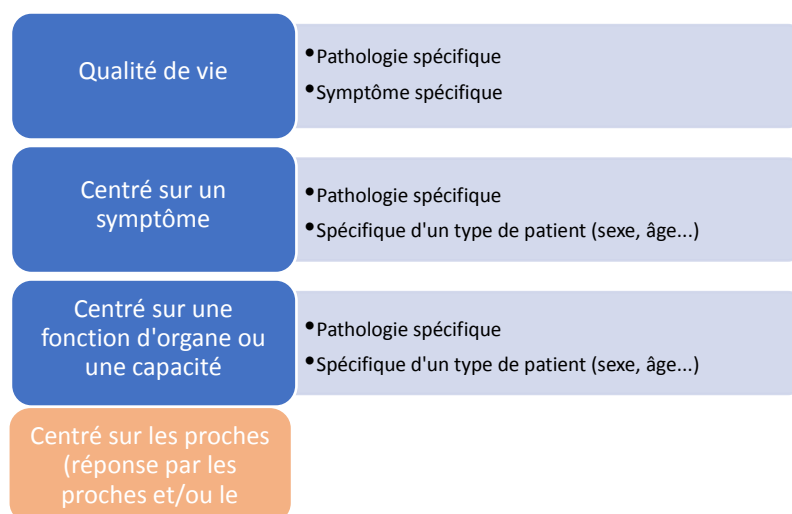 Qualité de vie
•Pathologie spécifique
•Symptôme spécifique
Centré sur un
symptôme
•Pathologie spécifique
•Spécifique d'un type de patient (sexe, âge...)
Centré sur une
fonction d'organe ou
une capacité
•Pathologie spécifique
•Spécifique d'un type de patient (sexe, âge...)
Centré sur les proches
(réponse par les
proches et/ou le